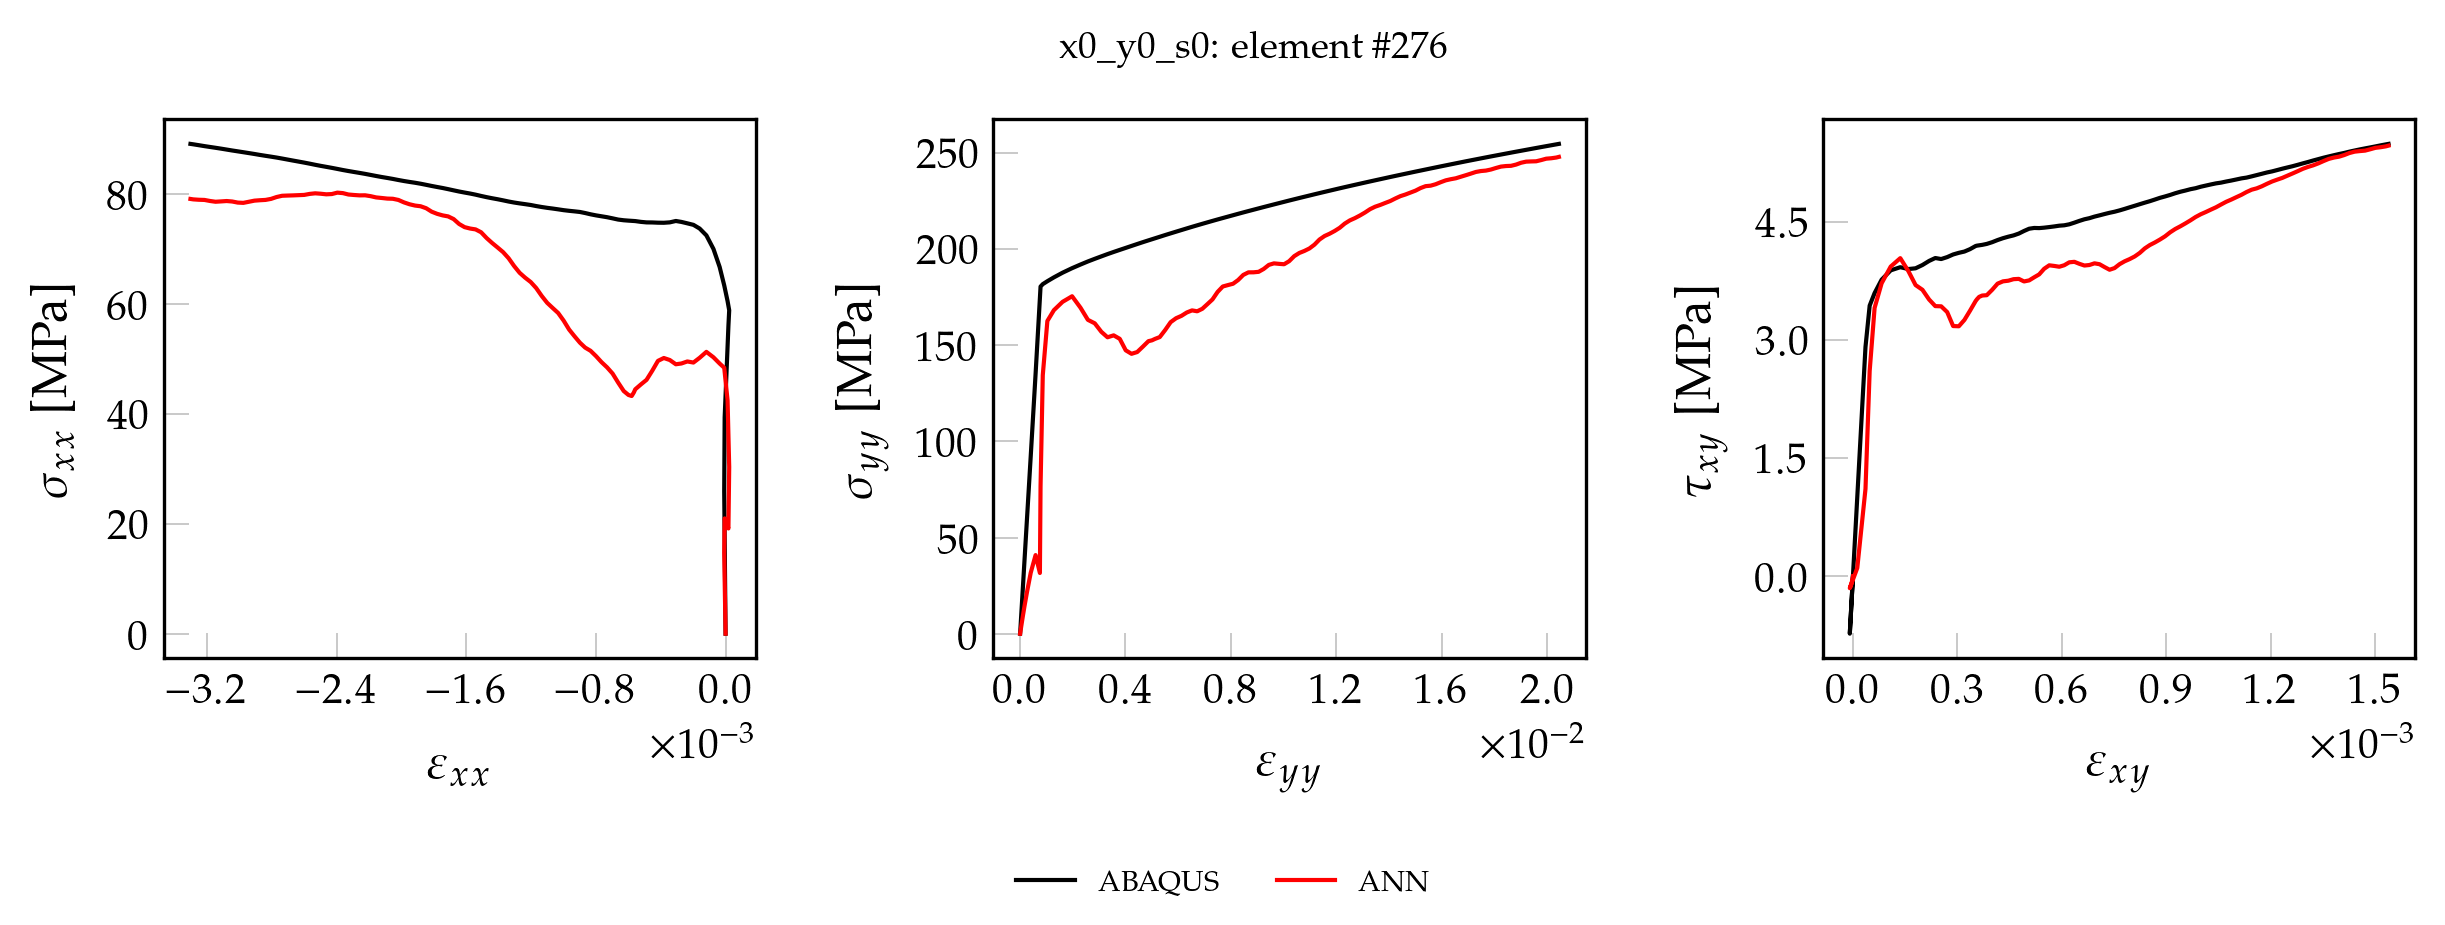 x0_y0_s0: element #276
σxx [MPa]
80
60
40
20
0
−3.2 −2.4 −1.6 −0.8 0.0
×10−3
εxx
σyy [MPa]
250
200
150
100
50
0
0.0 0.4 0.8 1.2 1.6 2.0
×10−2
εyy
τxy [MPa]
4.5
3.0
1.5
0.0
0.0 0.3 0.6 0.9 1.2 1.5
×10−3
εxy
ABAQUS ANN